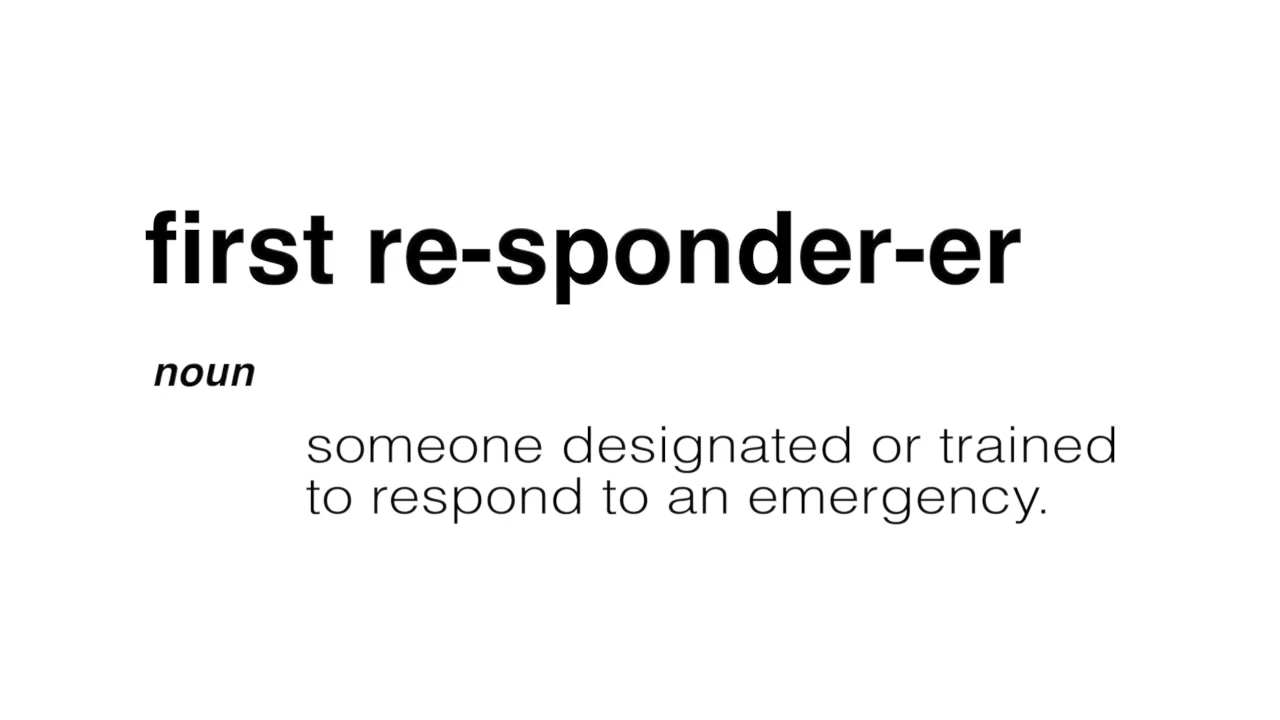 first re-sponder-er
noun
someone designated or trained
to respond to an emergency.